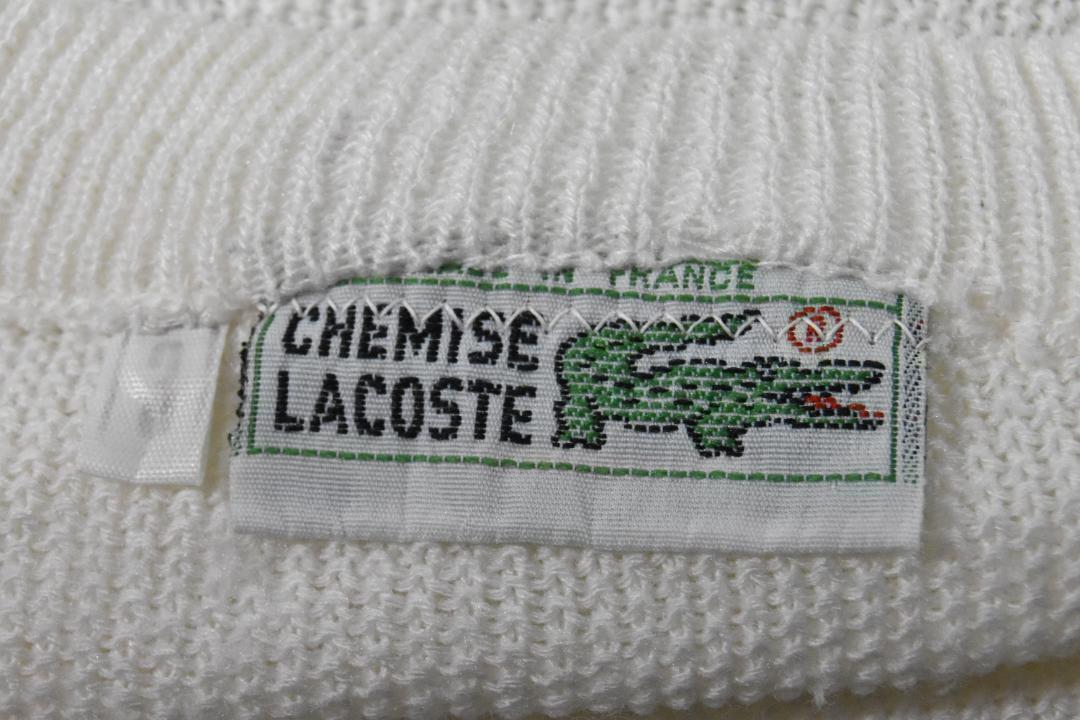 IN FRANCE
CHEMISE
LACOSTE
®